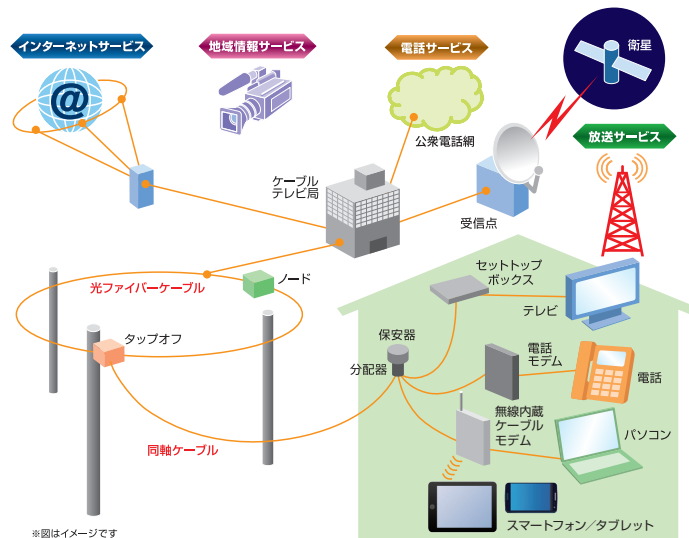 インターネットサービス
地域情報サービス
電話サービス
衛星
放送サービス
@
公衆電話網
ケーブル
テレビ局
受信点
光ファイバーケーブル
ノード
タップオフ
同軸ケーブル
セットトップ
ボックス
テレビ
保安器
分配器
電話
モデム
電話
無線内蔵
ケーブル
モデム
パソコン
スマートフォン／タブレット
※図はイメージです